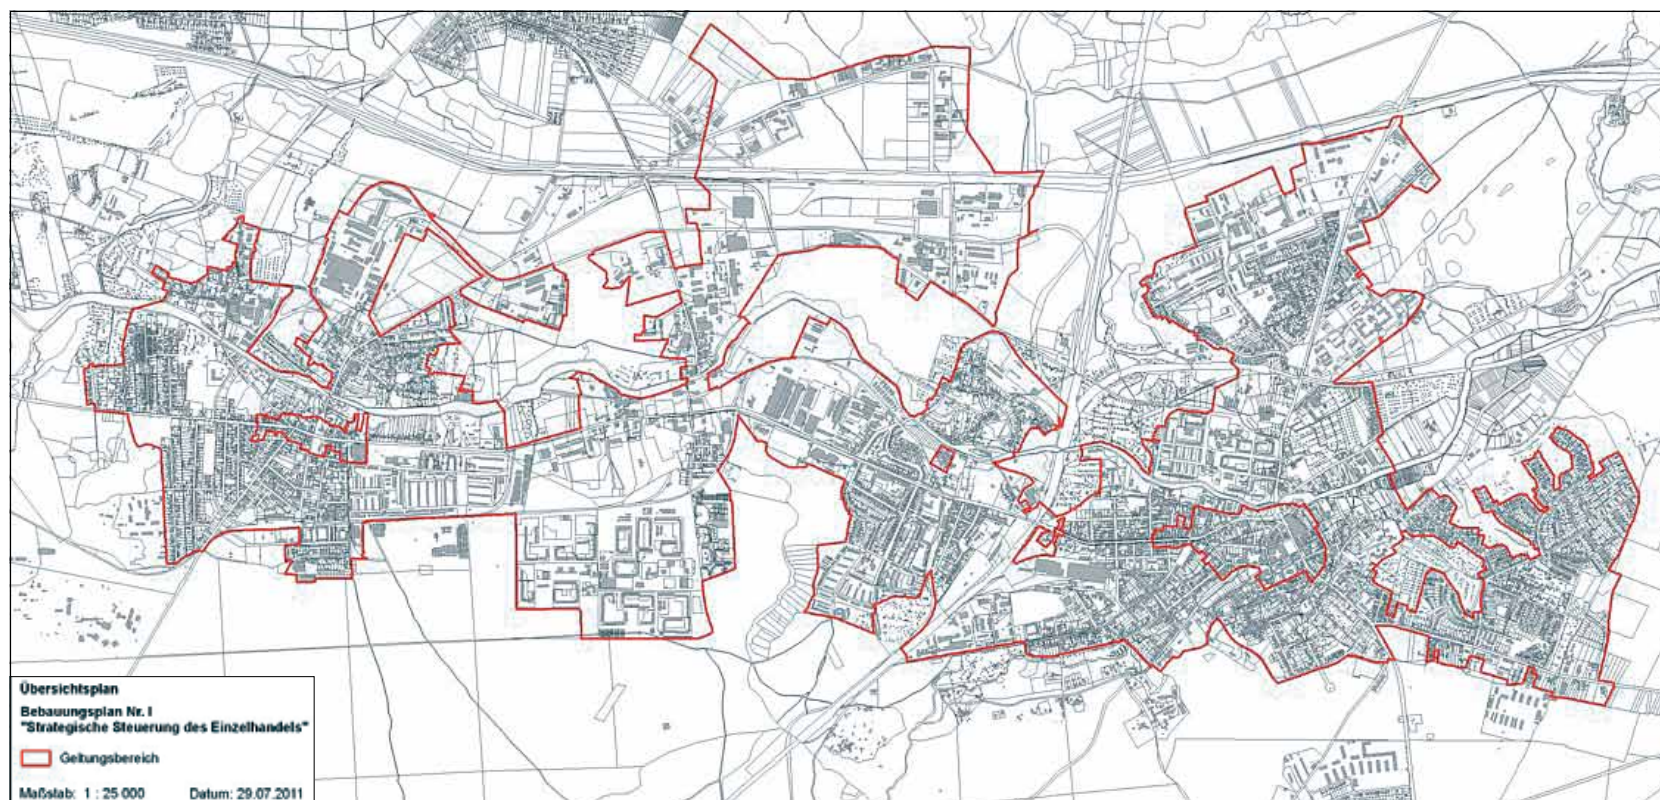 Übersichtsplan
Bebauungsplan Nr. I
"Strategische Steuerung des Einzelhandels"
Geltungsbereich
Maßstab: 1 : 25 000 Datum: 29.07.2011